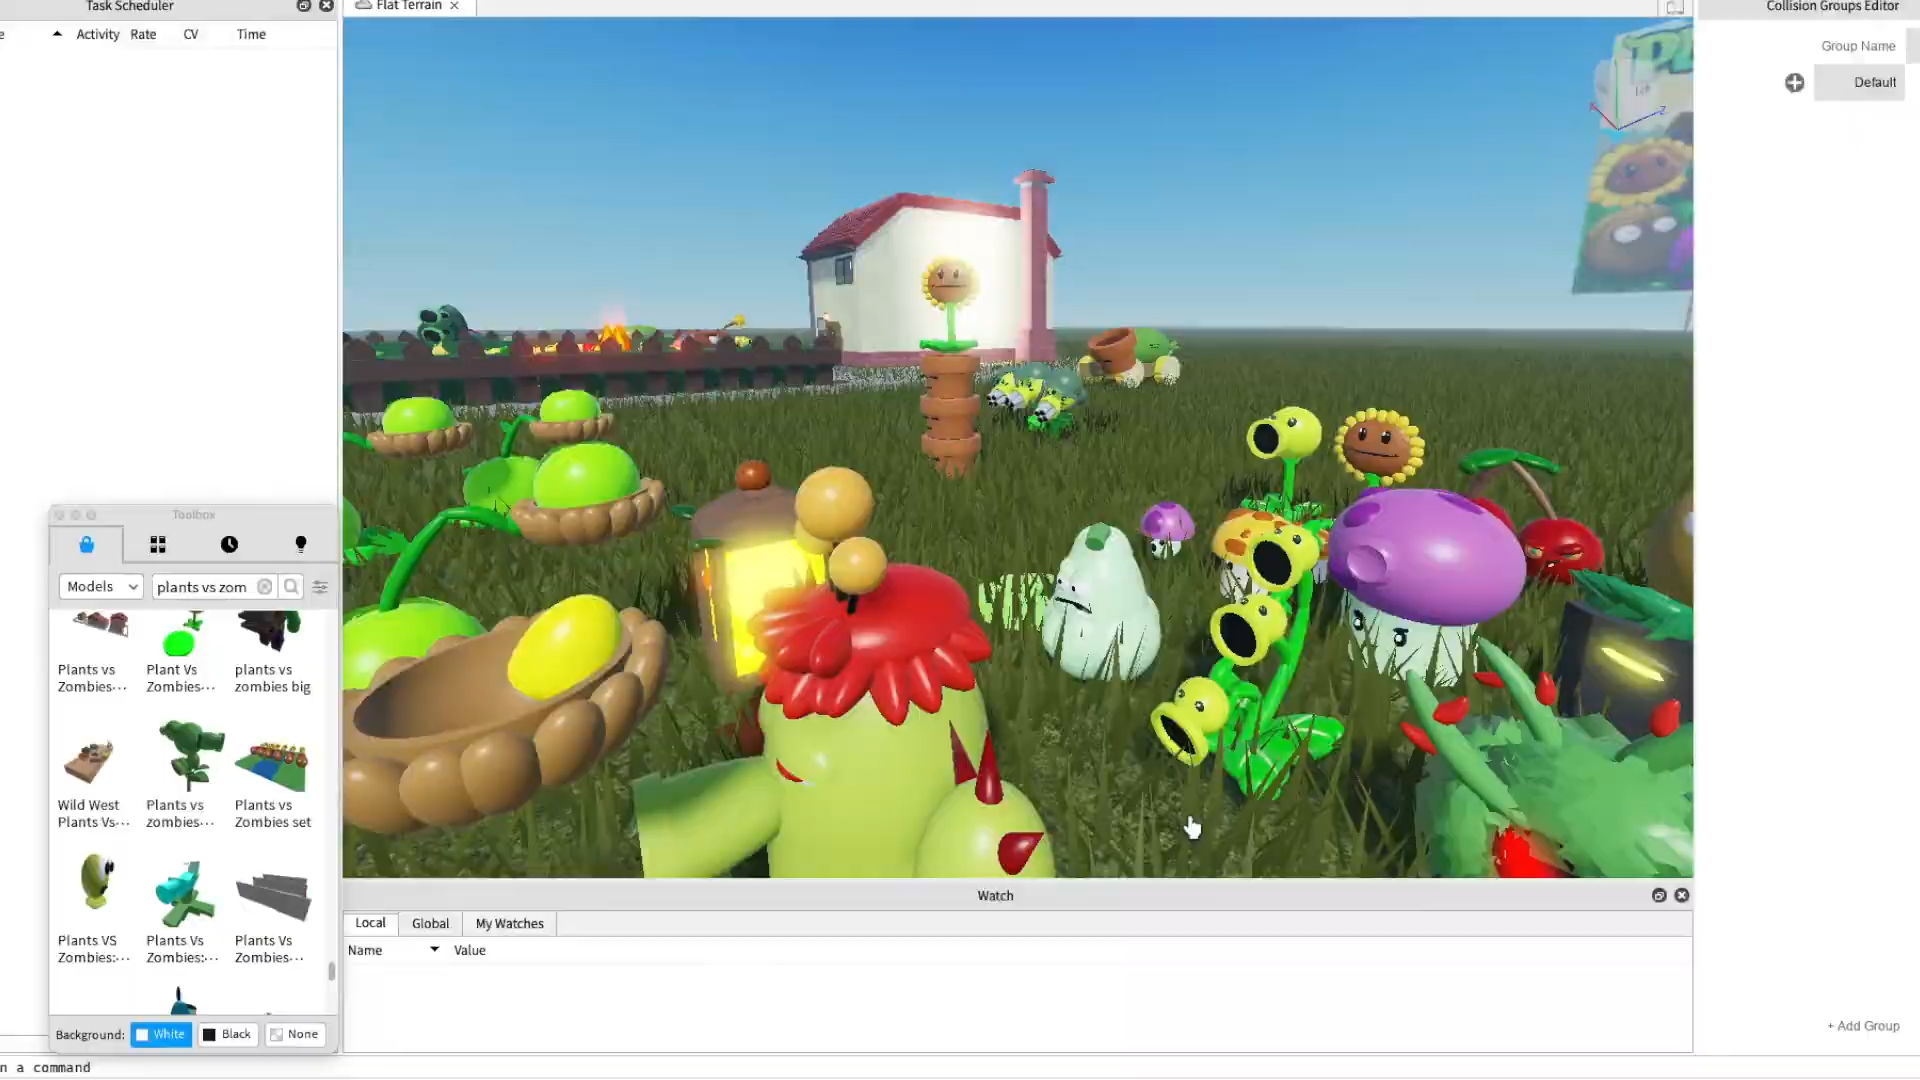 Task Scheduler
Flat Terrain
Collision Groups Editor
Activity Rate CV Time
Group Name
Default
Toolbox
Models
plants vs zom
Plants vs
Zombies···
Plant Vs
Zombies···
plants vs
zombies big
Wild West
Plants Vs···
Plants vs
zombies···
Plants vs
Zombies set
Plants VS
Zombies:···
Plants Vs
Zombies:···
Plants Vs
Zombies···
Background: White Black None
Watch
Local Global My Watches
Name Value
+ Add Group
n a command